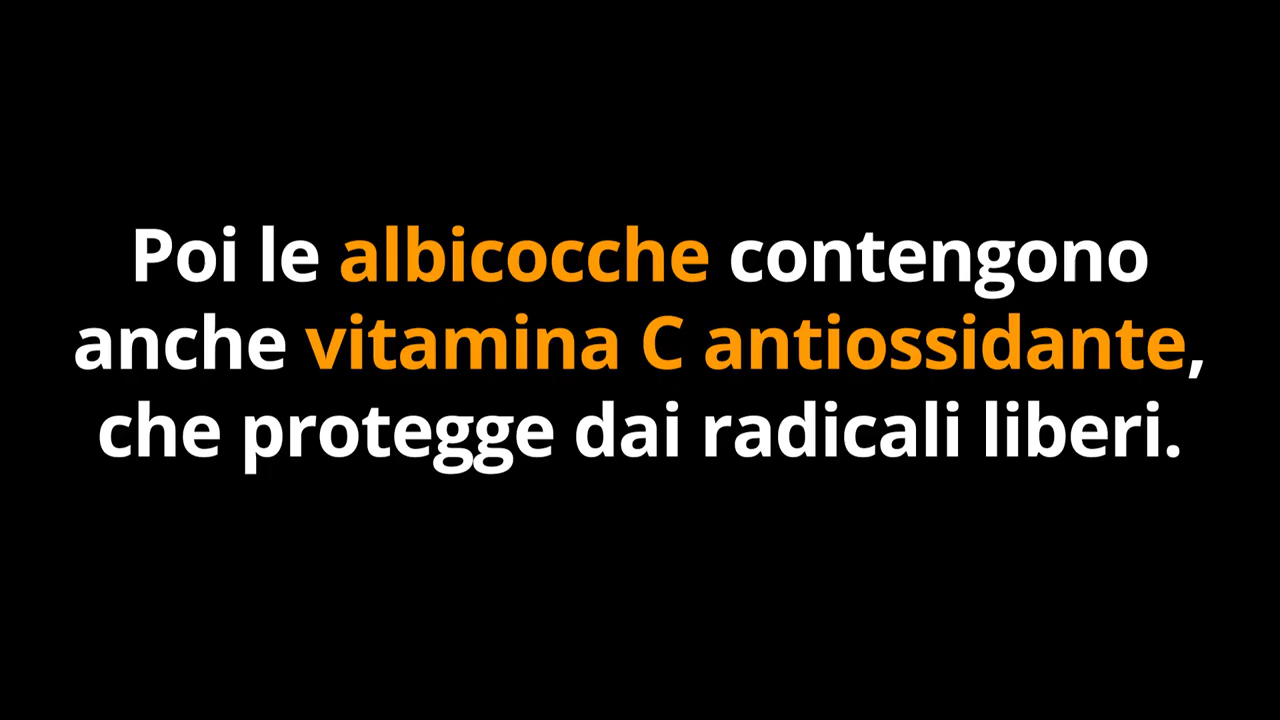 Poi le albicocche contengono
anche vitamina C antiossidante,
che protegge dai radicali liberi.